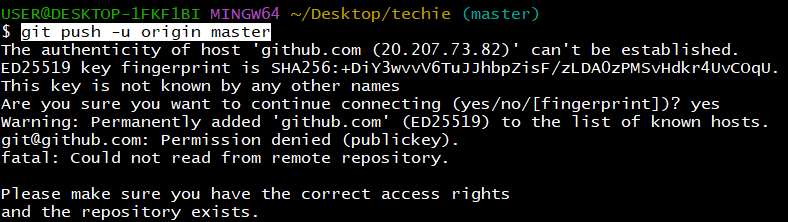 USER@DESKTOP-1FKF1BI MINGW64 ~/Desktop/techie (master)
$ git push -u origin master
The authenticity of host 'github.com (20.207.73.82)' can't be established.
ED25519 key fingerprint is SHA256:+DiY3wvvV6TuJJhbpZisF/zLDA0zPMSvHdkr4UvCOqU.
This key is not known by any other names
Are you sure you want to continue connecting (yes/no/[fingerprint])? yes
Warning: Permanently added 'github.com' (ED25519) to the list of known hosts.
git@github.com: Permission denied (publickey).
fatal: Could not read from remote repository.
Please make sure you have the correct access rights
and the repository exists.